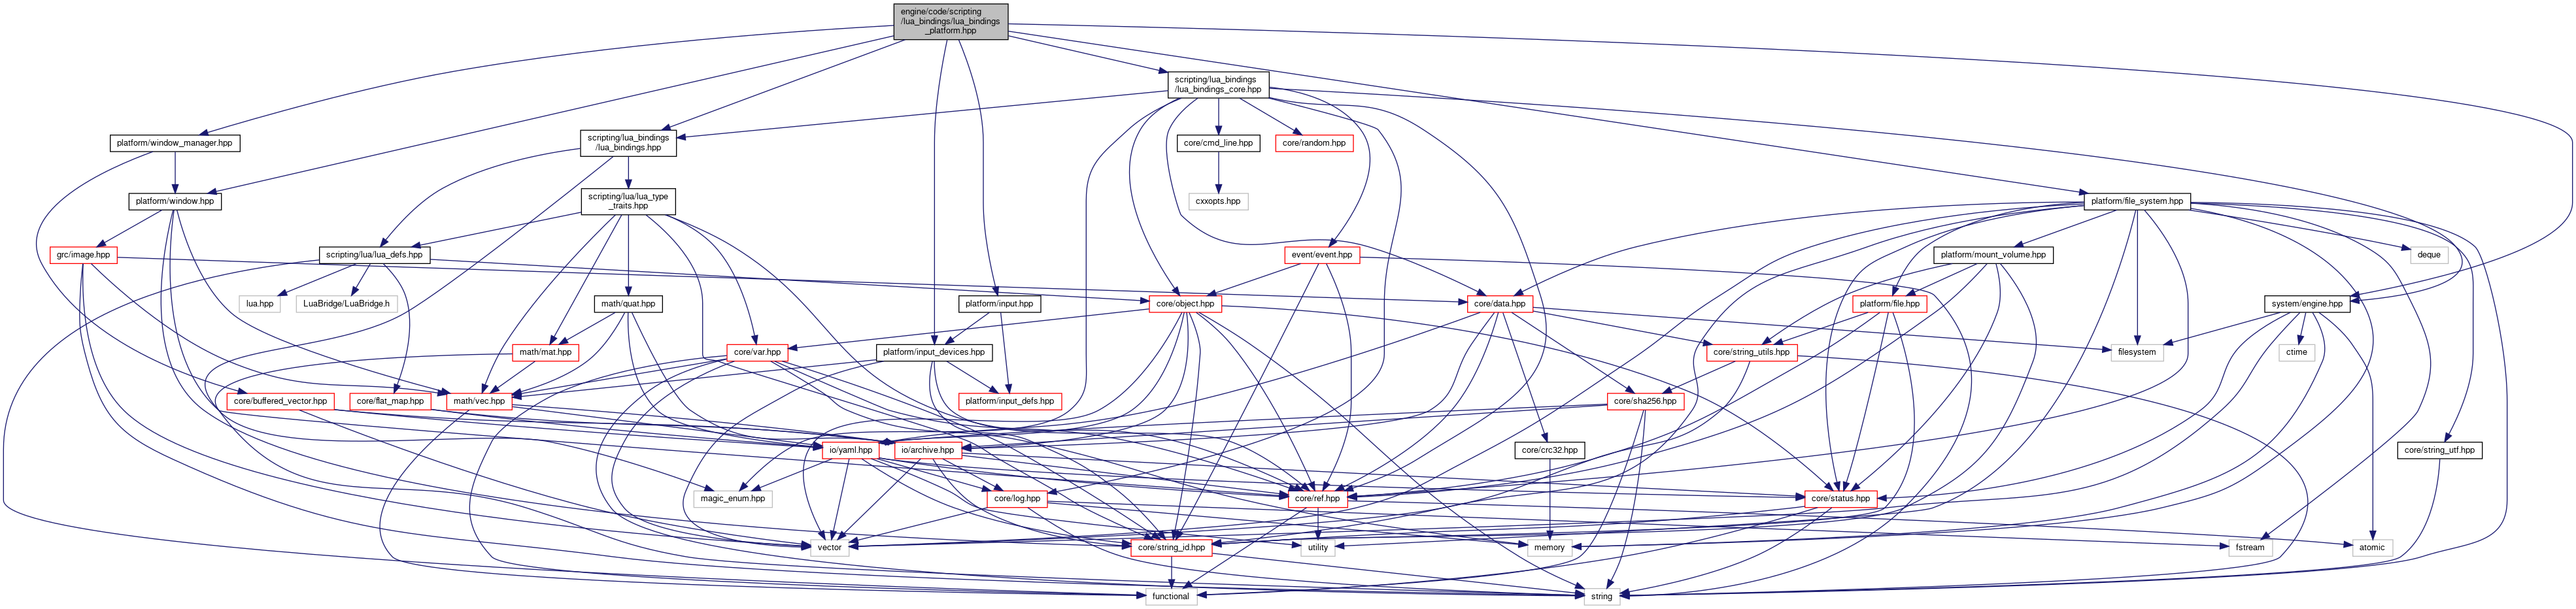 engine/code/scripting
/lua_bindings/lua_bindings
_platform.hpp
scripting/lua_bindings
/lua_bindings_core.hpp
platform/window_manager.hpp
scripting/lua_bindings
/lua_bindings.hpp
core/cmd_line.hpp
core/random.hpp
platform/window.hpp
scripting/lua/lua_type
_traits.hpp
cxxopts.hpp
platform/file_system.hpp
grc/image.hpp
scripting/lua/lua_defs.hpp
event/event.hpp
platform/mount_volume.hpp
deque
lua.hpp
LuaBridge/LuaBridge.h
math/quat.hpp
platform/input.hpp
core/object.hpp
core/data.hpp
platform/file.hpp
system/engine.hpp
math/mat.hpp
core/var.hpp
platform/input_devices.hpp
core/string_utils.hpp
filesystem
ctime
core/buffered_vector.hpp
core/flat_map.hpp
math/vec.hpp
platform/input_defs.hpp
core/sha256.hpp
io/yaml.hpp
io/archive.hpp
core/crc32.hpp
core/string_utf.hpp
magic_enum.hpp
core/log.hpp
core/ref.hpp
core/status.hpp
vector
core/string_id.hpp
utility
memory
fstream
atomic
functional
string